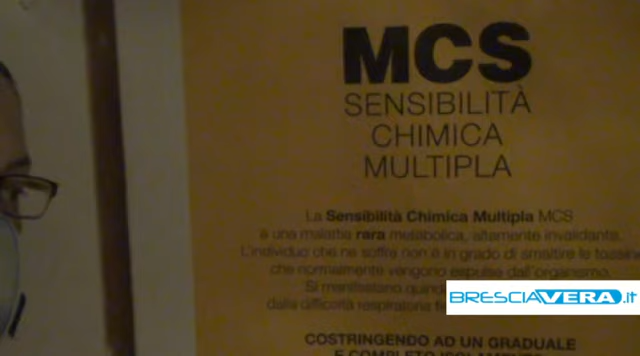 MCS
SENSIBILITÀ
CHIMICA
MULTIPLA
La Sensibilità Chimica Multipla MCS
è una malattia rara metabolica, altamente invalidante.
L'individuo che ne soffre non è in grado di smaltire le tossine
che normalmente vengono espulse dall'organismo.
Si manifestano
dalla difficoltà respiratoria
BRESCIAVERA.it
COSTRINGENDO AD UN GRADUALE
E COMPLETO